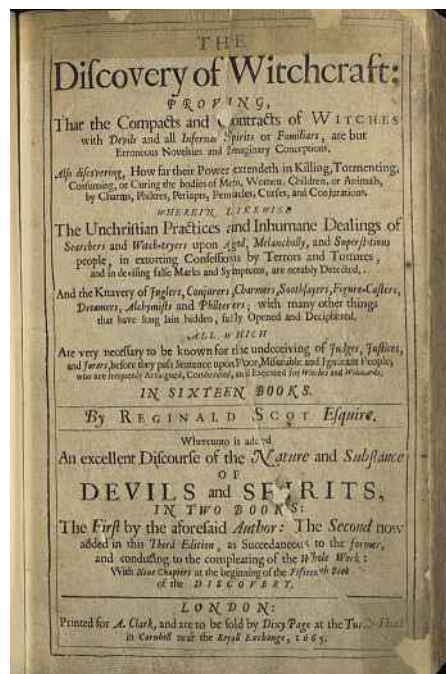 THE
Diſcovery of Witchcraft:
PROVING,
That the Compacts and Contracts of WITCHES
with Devils and all Infernal Spirits or Familiars, are but
Erroneous Novelties and Imaginary Conceptions.
Alſo diſcovering, How far their Power extendeth in Killing, Tormenting,
Conſuming, or Curing the bodies of Men, Women, Children, or Animals,
by Charms, Philtres, Periapts, Pentacles, Curſes, and Conjurations.
WHEREIN LIKEWISE
The Unchriſtian Practices and Inhumane Dealings of
Searchers and Witch-tryers upon Aged, Melancholly, and Superſtitious
people, in extorting Confeſſions by Terrors and Tortures,
and in deviſing falſe Marks and Symptoms, are notably Detected.
And the Knavery of Juglers, Conjurers, Charmers, Soothſayers, Figure-Caſters,
Dreamers, Alchymiſts and Philterers; with many other things
that have long lain hidden, fully Opened and Deciphered.
ALL WHICH
Are very neceſſary to be known for the undeceiving of Judges, Juſtices,
and Jurors, before they paſs Sentence upon Poor, Miſerable and Ignorant People;
who are frequently Arraigned, Condemned, and Executed for Witches and Wizzards.
IN SIXTEEN BOOKS.
By REGINALD SCOT Eſquire.
Whereunto is added
An excellent Diſcourſe of the Nature and Subſtance
OF
DEVILS and SPIRITS,
IN TWO BOOKS:
The Firſt by the aforeſaid Author: The Second now
added in this Third Edition, as Succedaneous to the former,
and conducing to the compleating of the Whole Work:
With Nine Chapters at the beginning of the Fifteenth Book
of the DISCOVERY.
LONDON:
Printed for A. Clark, and are to be ſold by Dixy Page at the Turks-Head
in Cornhill near the Royall Exchange, 1665.